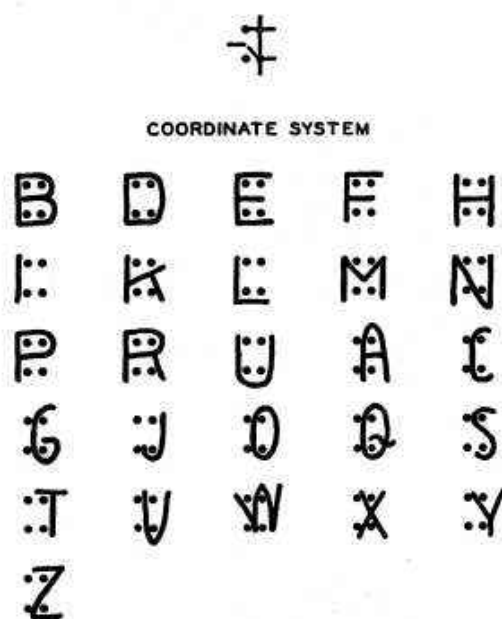 COORDINATE SYSTEM
B D E F H
I K L M N
P R U A C
G J O Q S
T V W X Y
Z